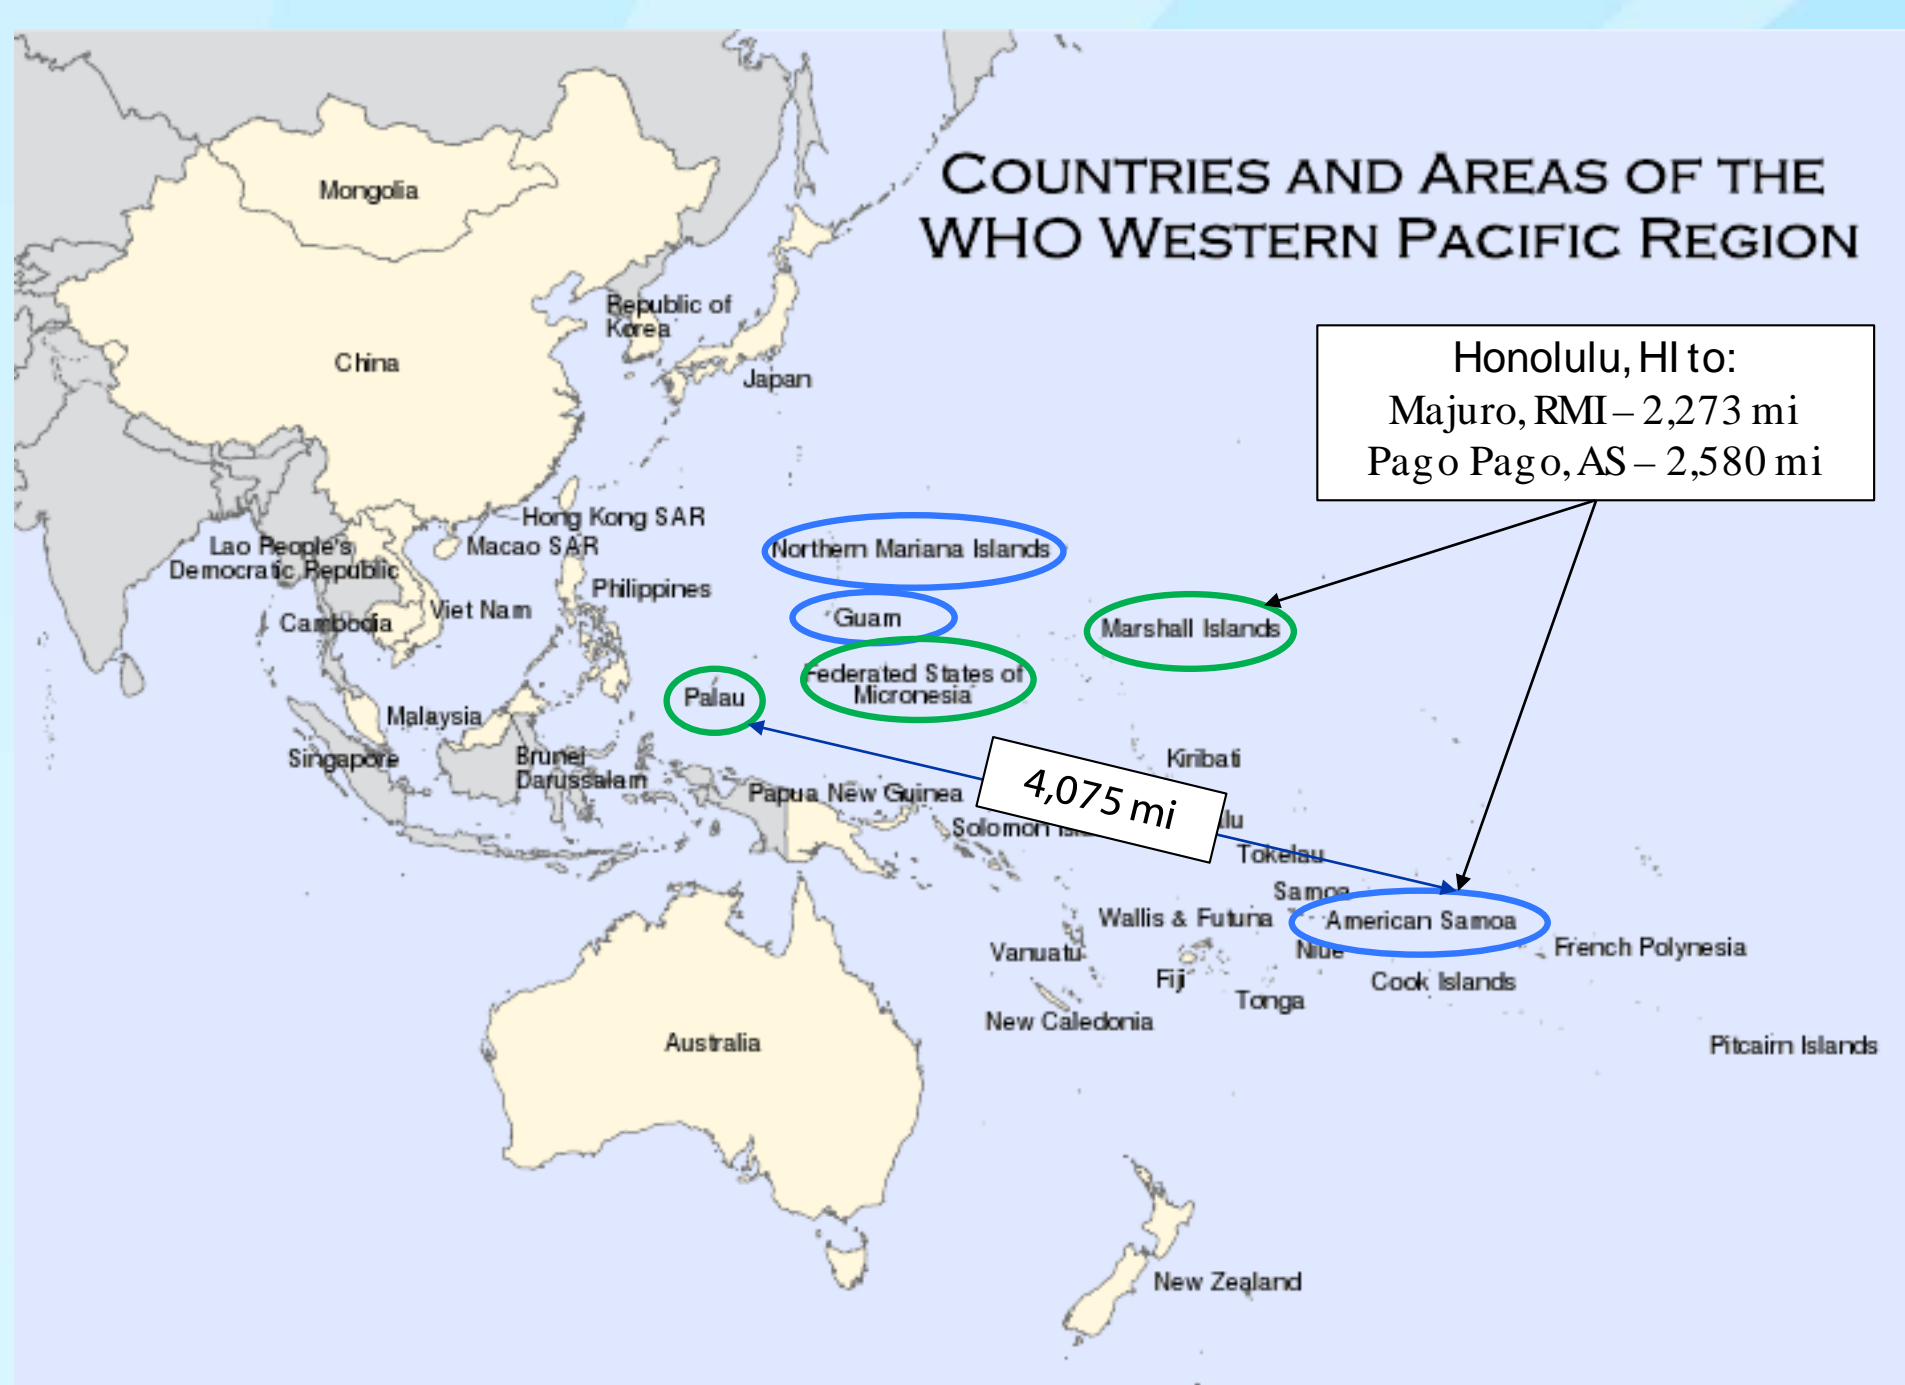 COUNTRIES AND AREAS OF THE
WHO WESTERN PACIFIC REGION
Mongolia
Republic of
Korea
China
Japan
Honolulu, HI to:
Majuro, RMI – 2,273 mi
Pago Pago, AS – 2,580 mi
Hong Kong SAR
Macao SAR
Lao People's
Democratic Republic
Northern Mariana Islands
Philippines
Viet Nam
Cambodia
Guam
Marshall Islands
Federated States of
Micronesia
Palau
Malaysia
Singapore
Brunei
Darussalam
Kiribati
Papua New Guinea
4,075 mi
Solomon
Tokelau
Samoa
Wallis & Futuna
American Samoa
Vanuatu
Niue
French Polynesia
Fiji
Cook Islands
Tonga
New Caledonia
Australia
Pitcairn Islands
New Zealand